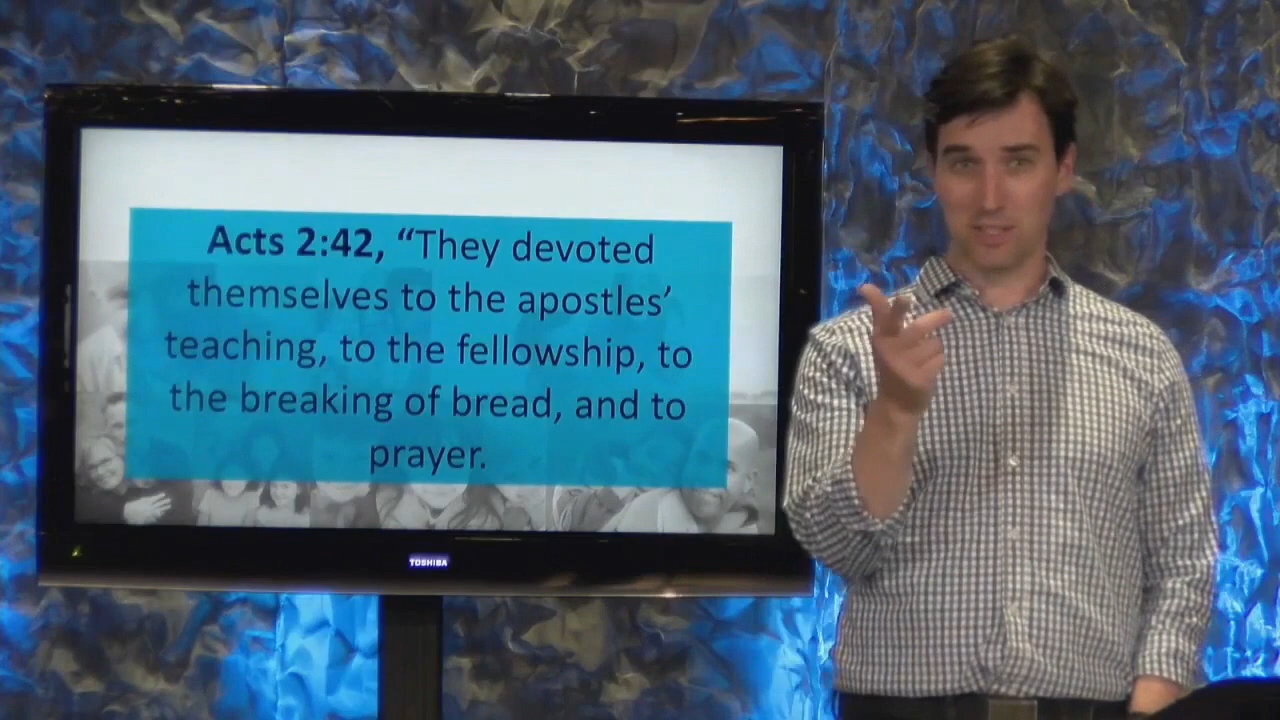 Acts 2:42, “They devoted
themselves to the apostles’
teaching, to the fellowship, to
the breaking of bread, and to
prayer.
TOSHIBA